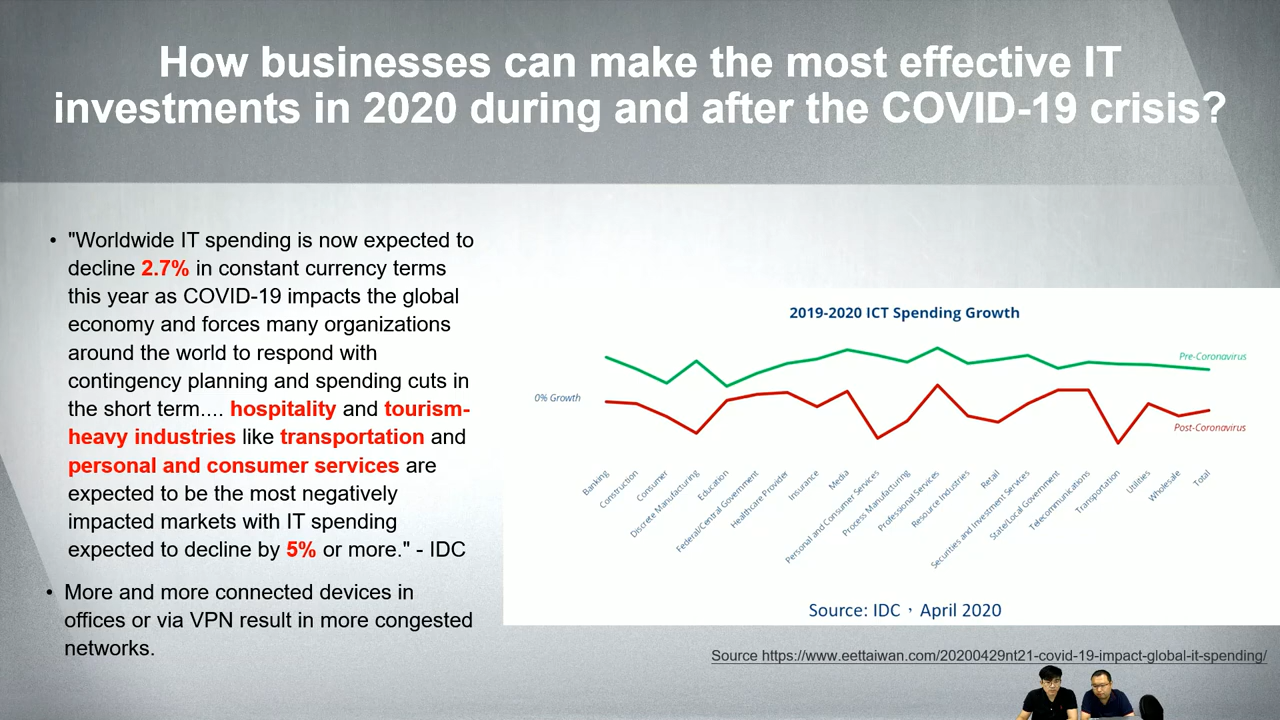 How businesses can make the most effective IT
investments in 2020 during and after the COVID-19 crisis?
• "Worldwide IT spending is now expected to
decline 2.7% in constant currency terms
this year as COVID-19 impacts the global
economy and forces many organizations
around the world to respond with
contingency planning and spending cuts in
the short term.... hospitality and tourism-
heavy industries like transportation and
personal and consumer services are
expected to be the most negatively
impacted markets with IT spending
expected to decline by 5% or more." - IDC
• More and more connected devices in
offices or via VPN result in more congested
networks.
2019-2020 ICT Spending Growth
Pre-Coronavirus
0% Growth
Post-Coronavirus
Banking
Construction
Consumer
Discrete Manufacturing
Education
Federal/Central Government
Healthcare Provider
Insurance
Media
Personal and Consumer Services
Process Manufacturing
Professional Services
Resource Industries
Retail
Securities and Investment Services
State/Local Government
Telecommunications
Transportation
Utilities
Wholesale
Total
Source: IDC，April 2020
Source https://www.eettaiwan.com/20200429nt21-covid-19-impact-global-it-spending/